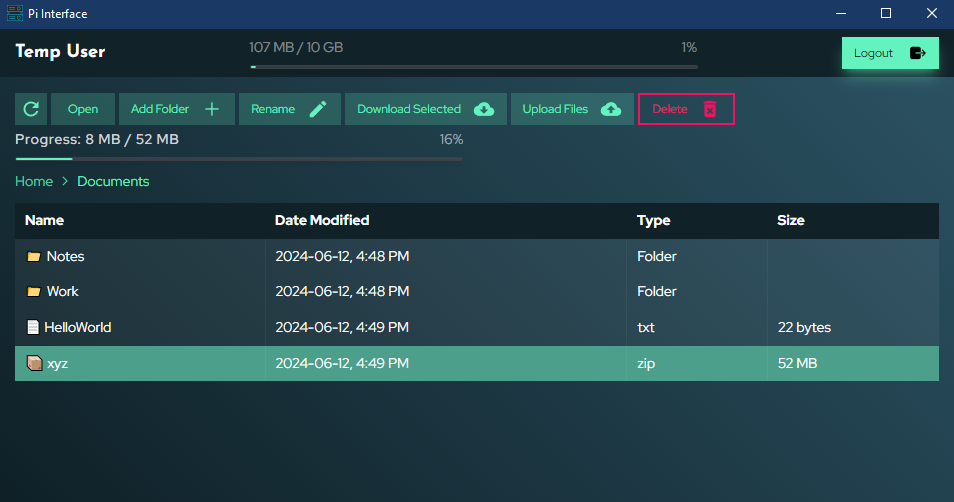 Pi Interface
Temp User 107 MB / 10 GB 1% Logout
Open Add Folder Rename Download Selected Upload Files Delete
Progress: 8 MB / 52 MB 16%
Home > Documents
Name Date Modified Type Size
Notes 2024-06-12, 4:48 PM Folder
Work 2024-06-12, 4:48 PM Folder
HelloWorld 2024-06-12, 4:49 PM txt 22 bytes
xyz 2024-06-12, 4:49 PM zip 52 MB